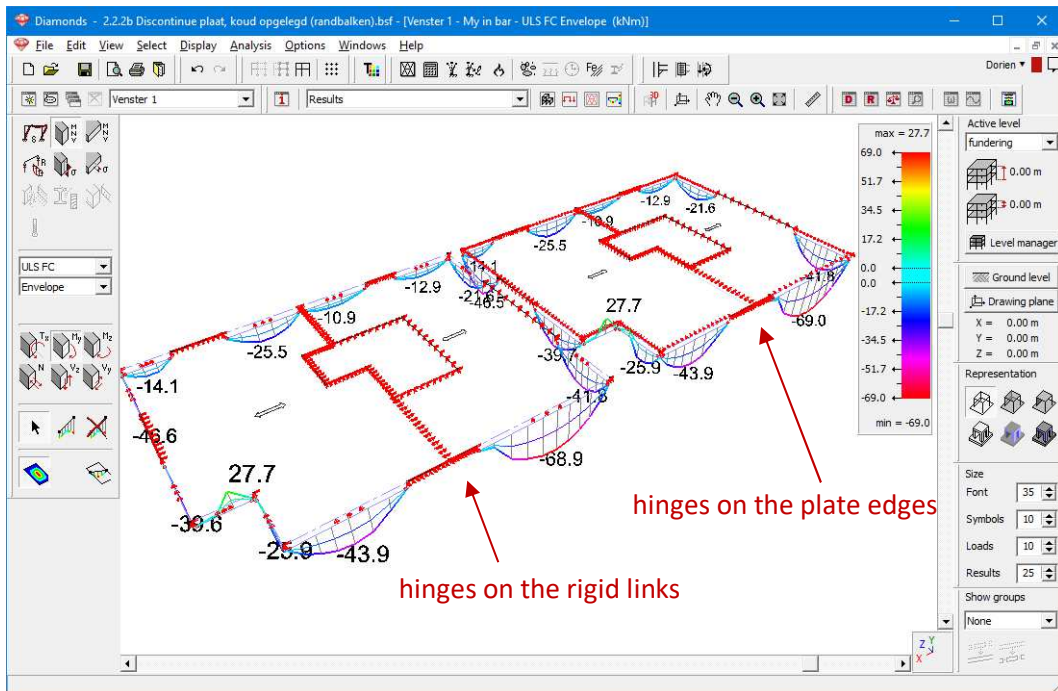 Diamonds - 2.2.2b Discontinue plaat, koud opgelegd (randbalken).bsf - [Venster 1 - My in bar - ULS FC Envelope (kNm)]
File Edit View Select Display Analysis Options Windows Help
Dorien
Venster 1
Results
ULS FC
Envelope
Tx My Mz
N Vz Vy
max = 27.7
69.0
51.7
34.5
17.2
0.0
0.0
-17.2
-34.5
-51.7
-69.0
min = -69.0
-12.9
-21.6
-10.9
-25.5
-14.1
-12.9
-41.8
-69.0
27.7
-10.9
-25.5
-39.7
-25.9
-43.9
-14.1
-41.8
-46.6
-68.9
27.7
-39.6
-25.9
-43.9
hinges on the plate edges
hinges on the rigid links
Active level
fundering
0.00 m
0.00 m
Level manager
Ground level
Drawing plane
X = 0.00 m
Y = 0.00 m
Z = 0.00 m
Representation
Size
Font 35
Symbols 10
Loads 10
Results 25
Show groups
None
Z Y
X